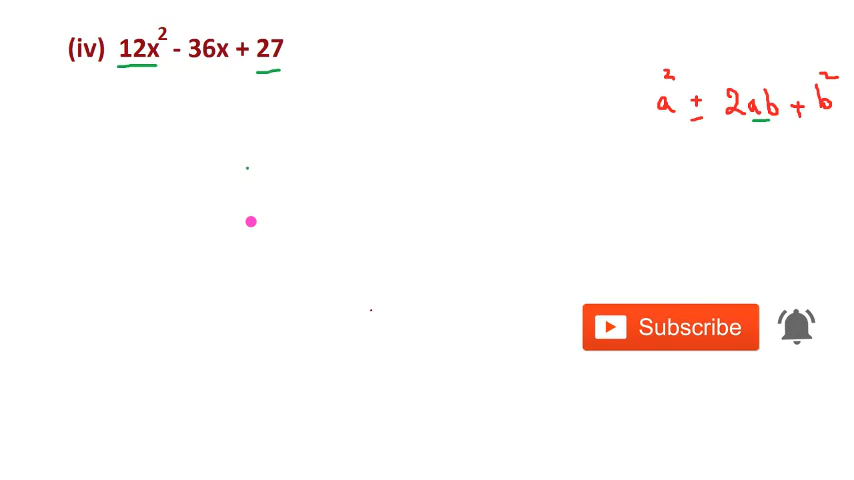 (iv) 12x² - 36x + 27
a² ± 2ab + b²
Subscribe